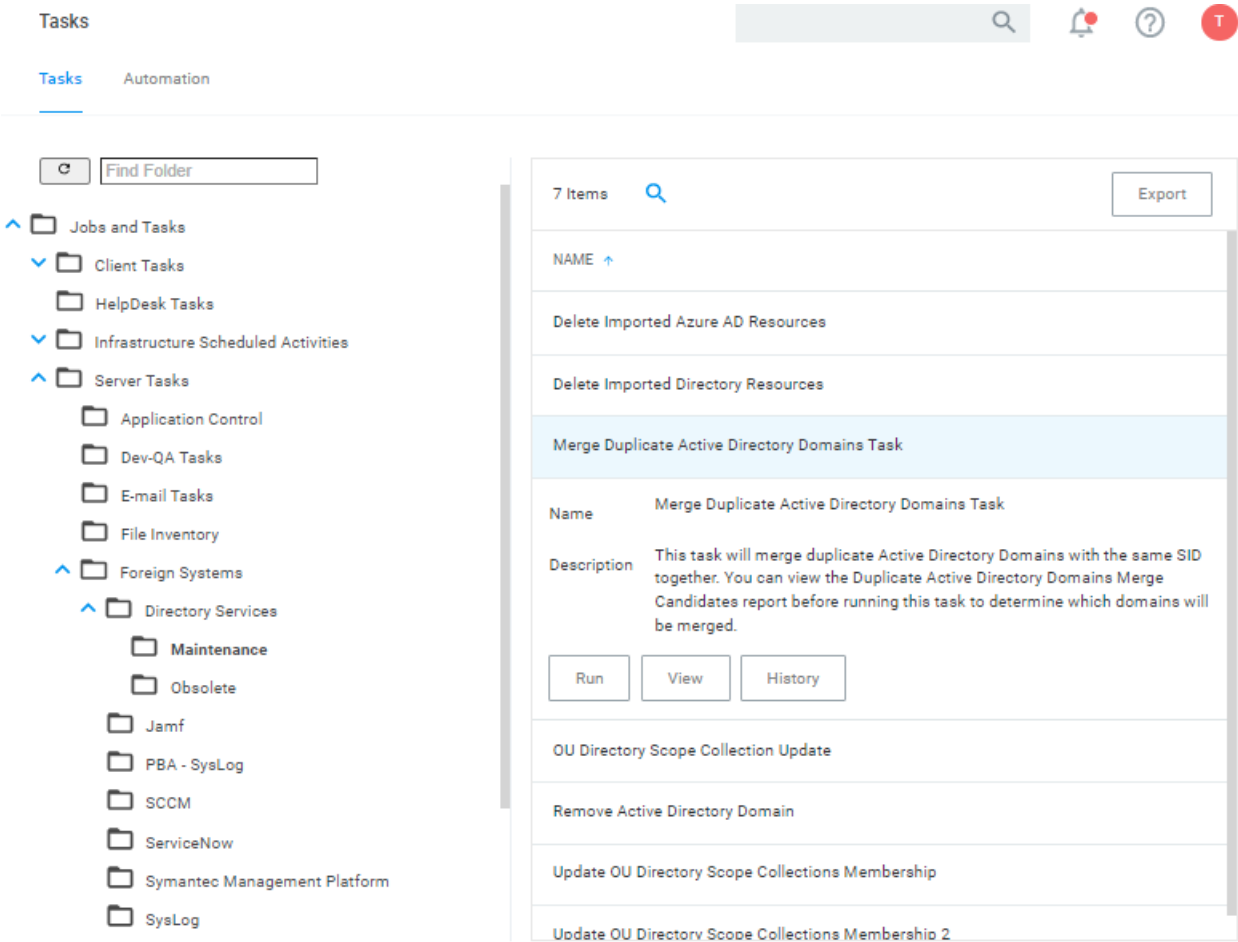 Tasks
T
Tasks Automation
Find Folder
Jobs and Tasks
Client Tasks
HelpDesk Tasks
Infrastructure Scheduled Activities
Server Tasks
Application Control
Dev-QA Tasks
E-mail Tasks
File Inventory
Foreign Systems
Directory Services
Maintenance
Obsolete
Jamf
PBA - SysLog
SCCM
ServiceNow
Symantec Management Platform
SysLog
7 Items Export
NAME
Delete Imported Azure AD Resources
Delete Imported Directory Resources
Merge Duplicate Active Directory Domains Task
Name Merge Duplicate Active Directory Domains Task
Description This task will merge duplicate Active Directory Domains with the same SID
together. You can view the Duplicate Active Directory Domains Merge
Candidates report before running this task to determine which domains will
be merged.
Run View History
OU Directory Scope Collection Update
Remove Active Directory Domain
Update OU Directory Scope Collections Membership
Update OU Directory Scope Collections Membership 2